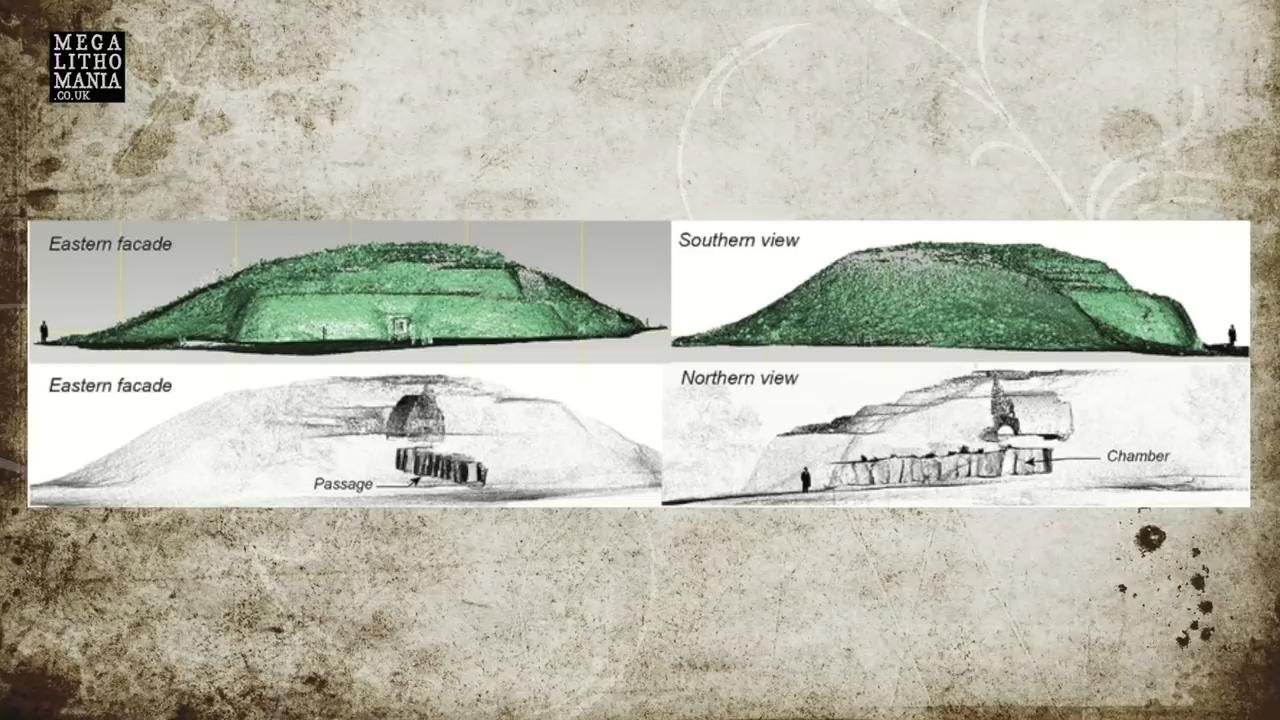 MEGA
LITHO
MANIA
.CO.UK
Eastern facade
Southern view
Eastern facade
Northern view
Passage
Chamber